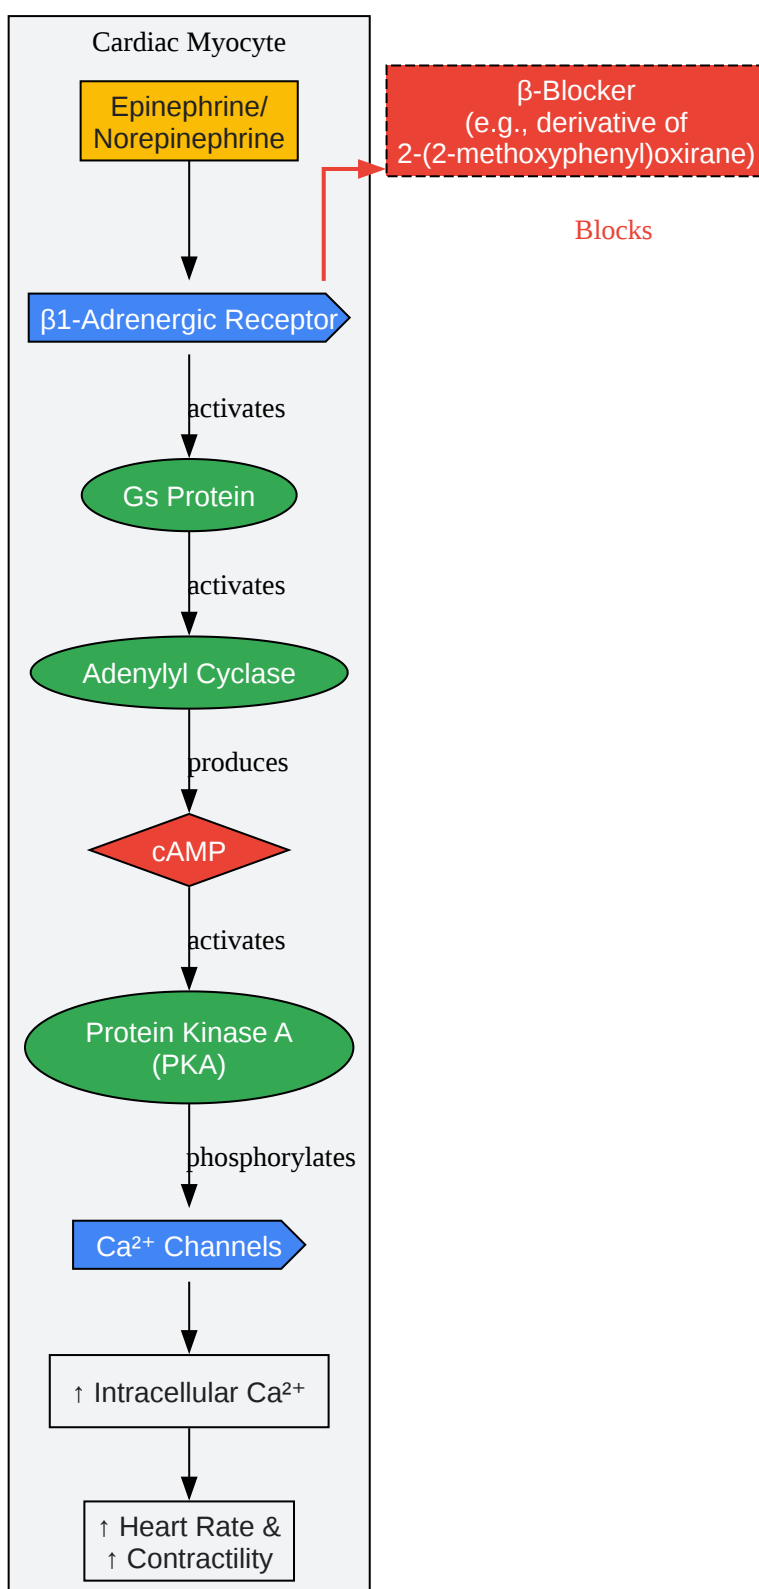 Cardiac Myocyte
Epinephrine/
Norepinephrine
β-Blocker
(e.g., derivative of
2-(2-methoxyphenyl)oxirane)
Blocks
β1-Adrenergic Receptor
activates
Gs Protein
activates
Adenylyl Cyclase
produces
cAMP
activates
Protein Kinase A
(PKA)
phosphorylates
Ca²⁺ Channels
↑ Intracellular Ca²⁺
↑ Heart Rate &
↑ Contractility